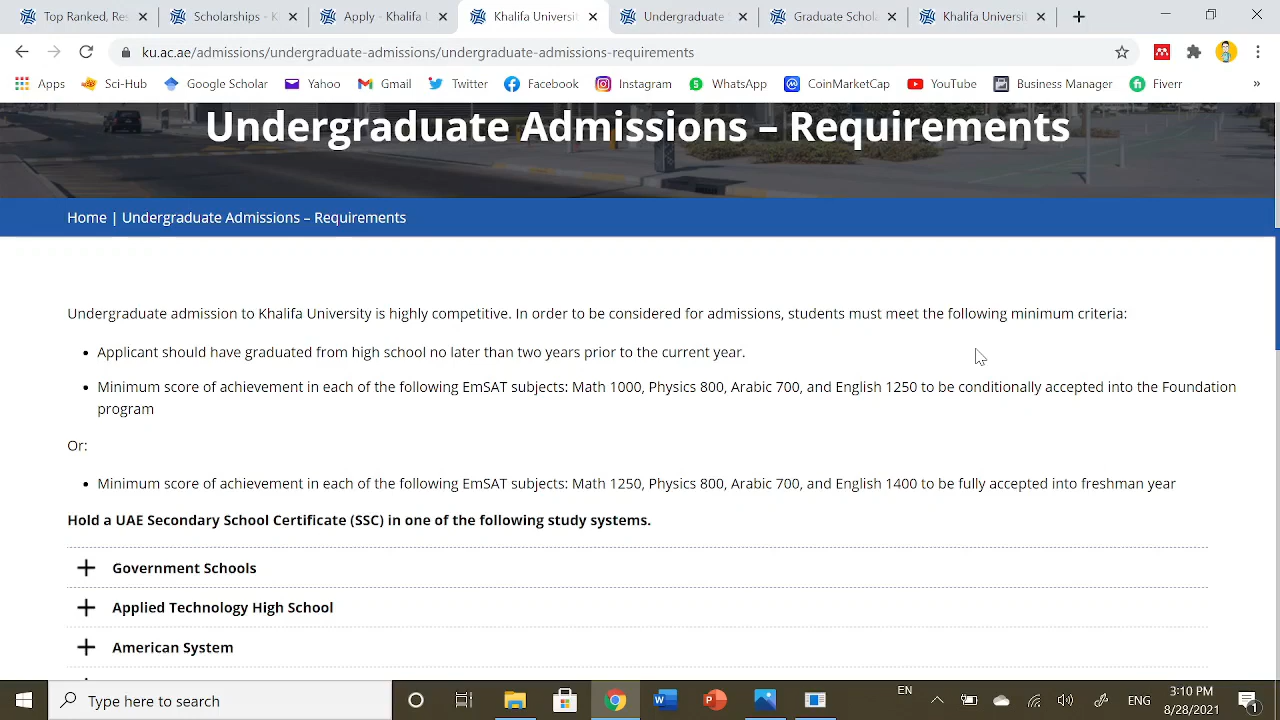 Top Ranked, Res
Scholarships - K
Apply - Khalifa U
Khalifa Universit
Undergraduate
Graduate Schola
Khalifa Universit
ku.ac.ae/admissions/undergraduate-admissions/undergraduate-admissions-requirements
Apps Sci-Hub Google Scholar Yahoo Gmail Twitter Facebook Instagram WhatsApp CoinMarketCap YouTube Business Manager Fiverr »
Undergraduate Admissions – Requirements
Home | Undergraduate Admissions – Requirements
Undergraduate admission to Khalifa University is highly competitive. In order to be considered for admissions, students must meet the following minimum criteria:
• Applicant should have graduated from high school no later than two years prior to the current year.
• Minimum score of achievement in each of the following EmSAT subjects: Math 1000, Physics 800, Arabic 700, and English 1250 to be conditionally accepted into the Foundation
program
Or:
• Minimum score of achievement in each of the following EmSAT subjects: Math 1250, Physics 800, Arabic 700, and English 1400 to be fully accepted into freshman year
Hold a UAE Secondary School Certificate (SSC) in one of the following study systems.
Government Schools
Applied Technology High School
American System
Type here to search
EN
ENG
3:10 PM
8/28/2021
1